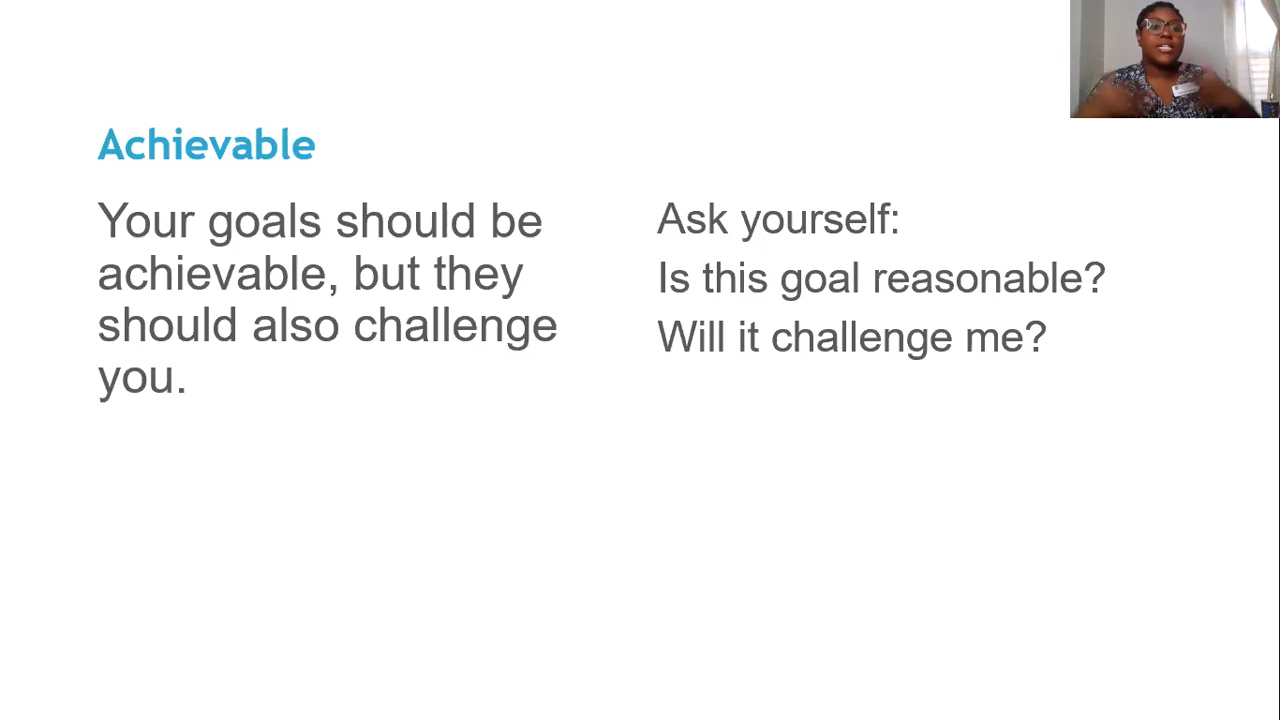 Achievable
Your goals should be
achievable, but they
should also challenge
you.
Ask yourself:
Is this goal reasonable?
Will it challenge me?